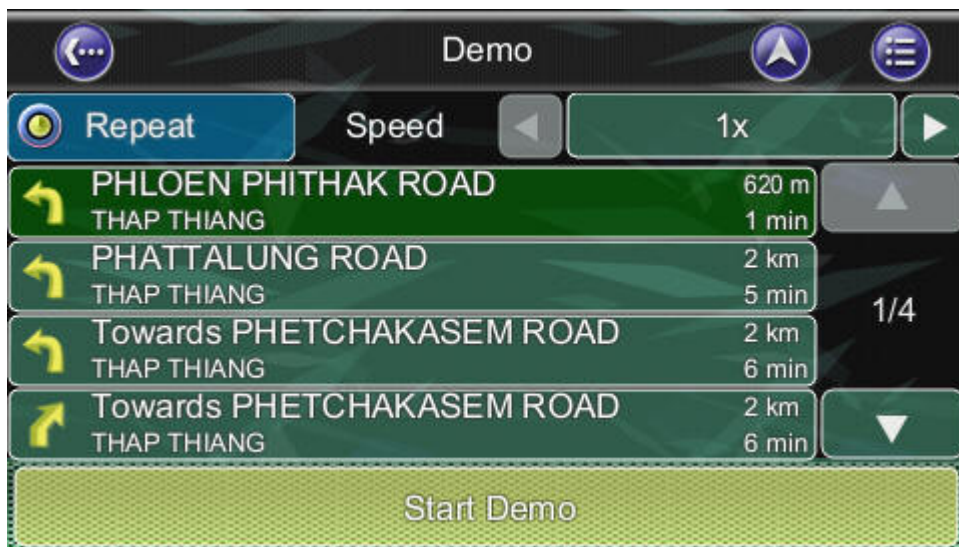 Demo
Repeat
Speed
1x
PHLOEN PHITHAK ROAD
620 m
THAP THIANG
1 min
PHATTALUNG ROAD
2 km
THAP THIANG
5 min
1/4
Towards PHETCHAKASEM ROAD
2 km
THAP THIANG
6 min
Towards PHETCHAKASEM ROAD
2 km
THAP THIANG
6 min
Start Demo